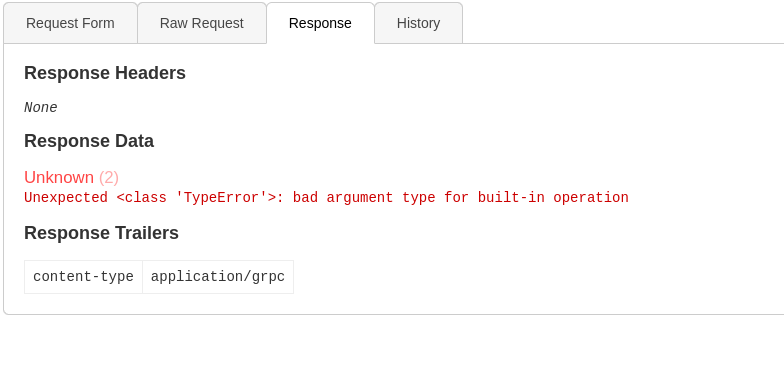 Request Form Raw Request Response History
Response Headers
None
Response Data
Unknown (2)
Unexpected <class 'TypeError'>: bad argument type for built-in operation
Response Trailers
content-type application/grpc